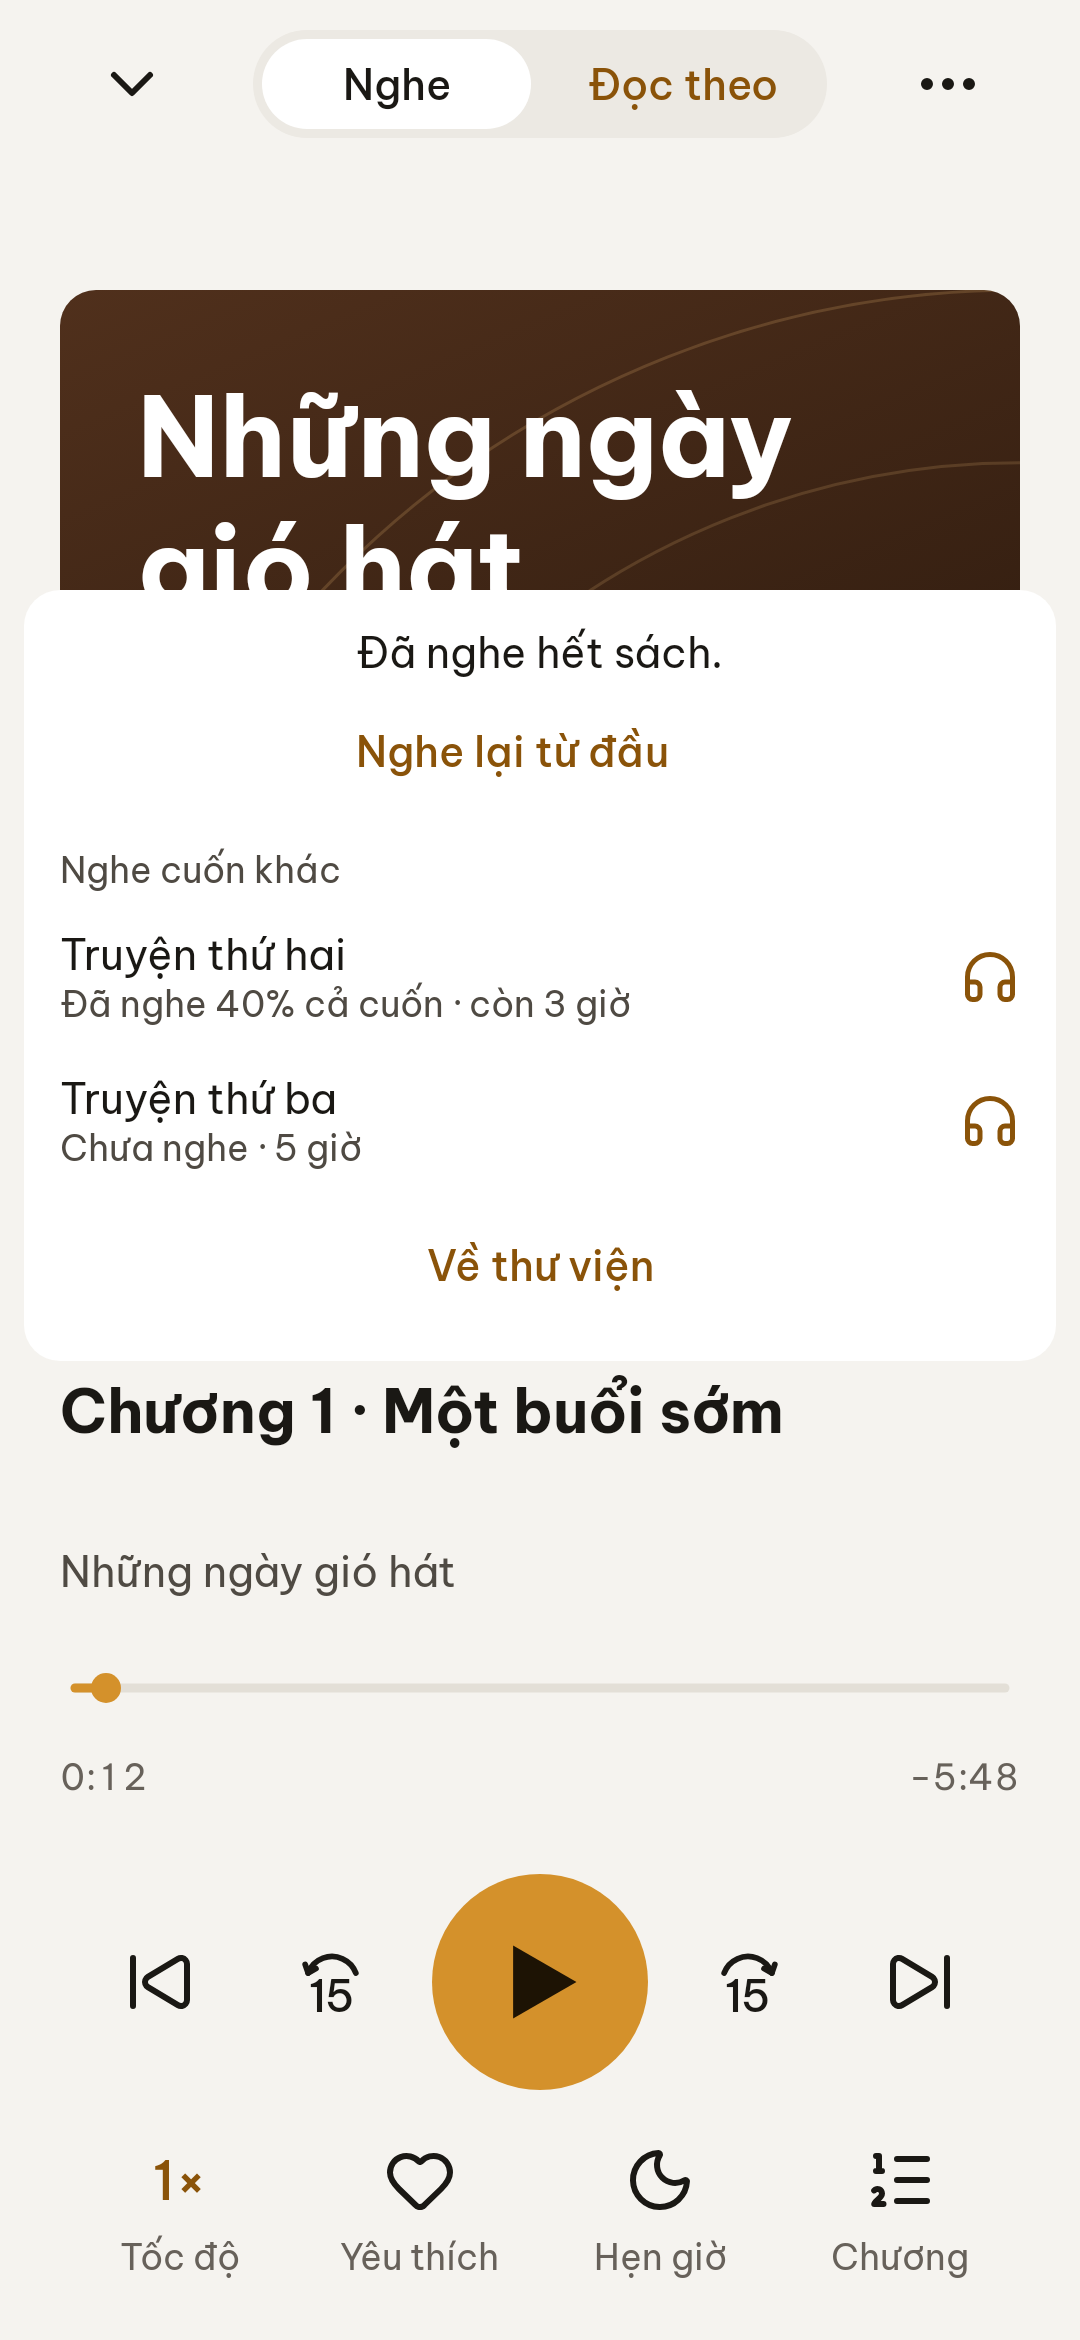 Nghe
Đọc theo
Những ngày
gió hát
Đã nghe hết sách.
Nghe lại từ đầu
Nghe cuốn khác
Truyện thứ hai
Đã nghe 40% cả cuốn · còn 3 giờ
Truyện thứ ba
Chưa nghe · 5 giờ
Về thư viện
Chương 1 · Một buổi sớm
Những ngày gió hát
0:12
−5:48
15
15
1×
Tốc độ
Yêu thích
Hẹn giờ
Chương